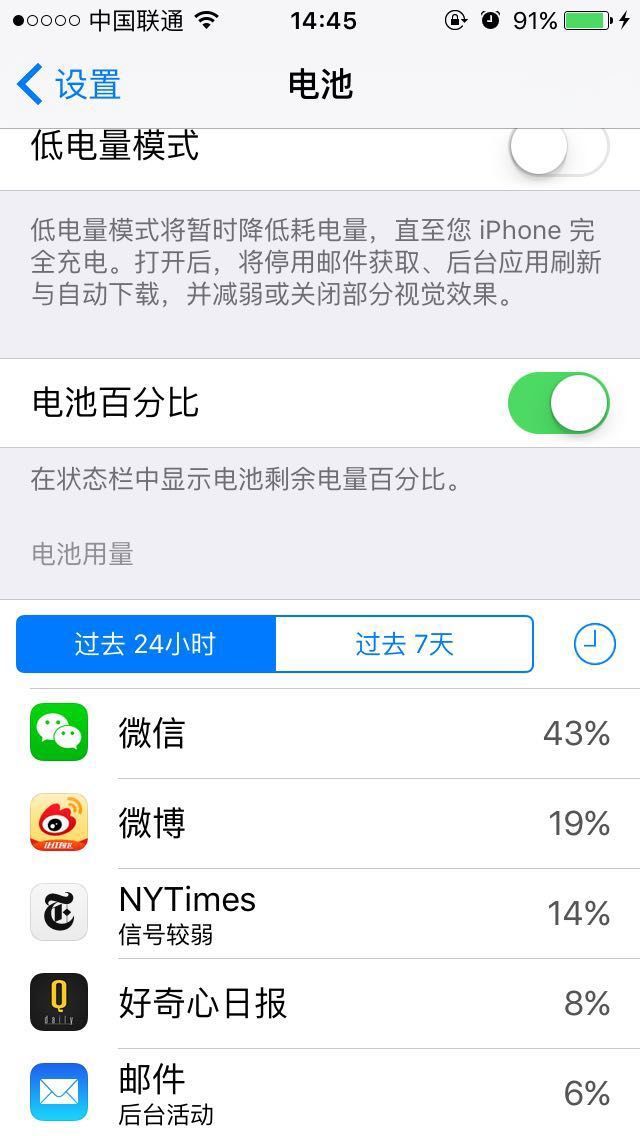 中国联通 14:45 91%
设置 电池
低电量模式
低电量模式将暂时降低耗电量，直至您 iPhone 完
全充电。打开后，将停用邮件获取、后台应用刷新
与自动下载，并减弱或关闭部分视觉效果。
电池百分比
在状态栏中显示电池剩余电量百分比。
电池用量
过去 24小时 过去 7天
微信 43%
微博 19%
NYTimes 14%
信号较弱
Q
daily
好奇心日报 8%
邮件 6%
后台活动